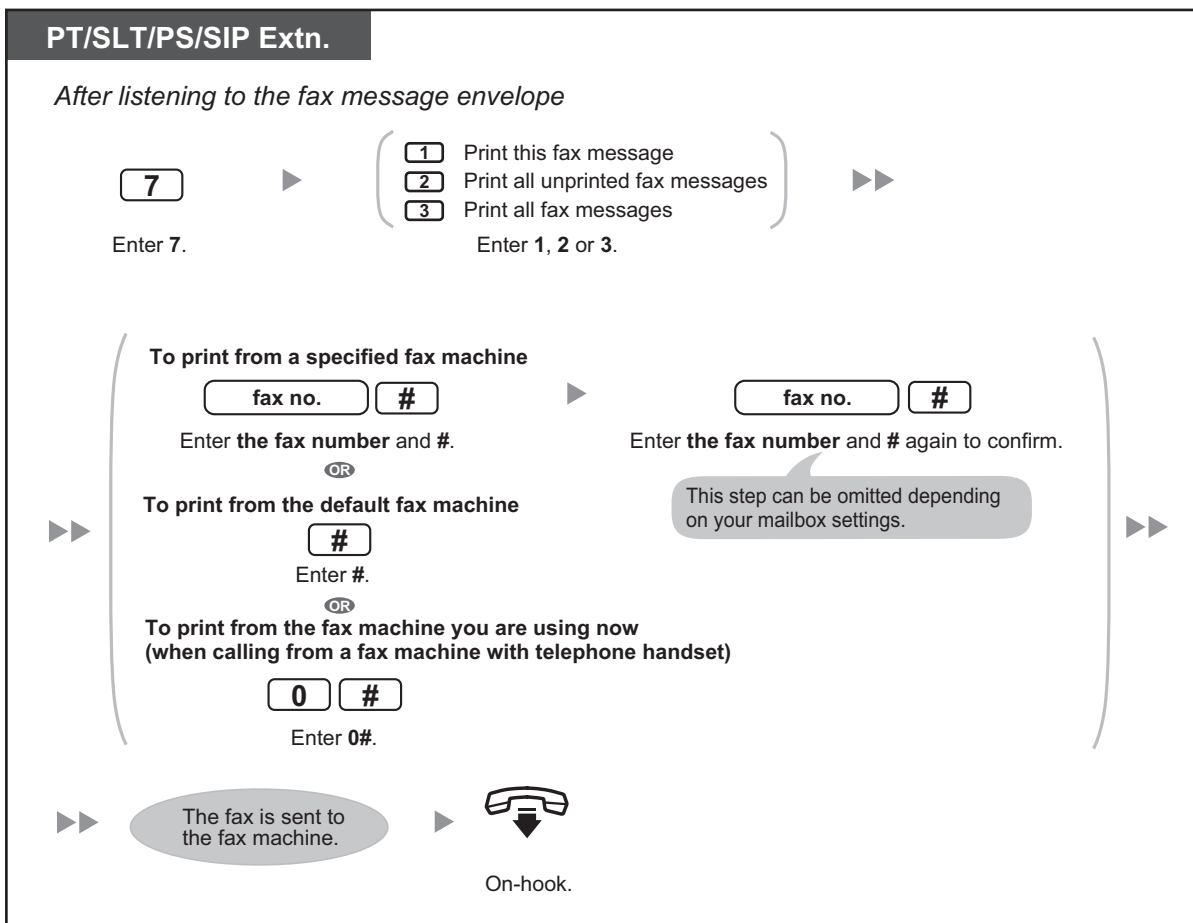 PT/SLT/PS/SIP Extn.
After listening to the fax message envelope
7
Enter 7.
1 Print this fax message
2 Print all unprinted fax messages
3 Print all fax messages
Enter 1, 2 or 3.
To print from a specified fax machine
fax no. #
Enter the fax number and #.
fax no. #
Enter the fax number and # again to confirm.
This step can be omitted depending
on your mailbox settings.
OR
To print from the default fax machine
#
Enter #.
OR
To print from the fax machine you are using now
(when calling from a fax machine with telephone handset)
0 #
Enter 0#.
The fax is sent to
the fax machine.
On-hook.